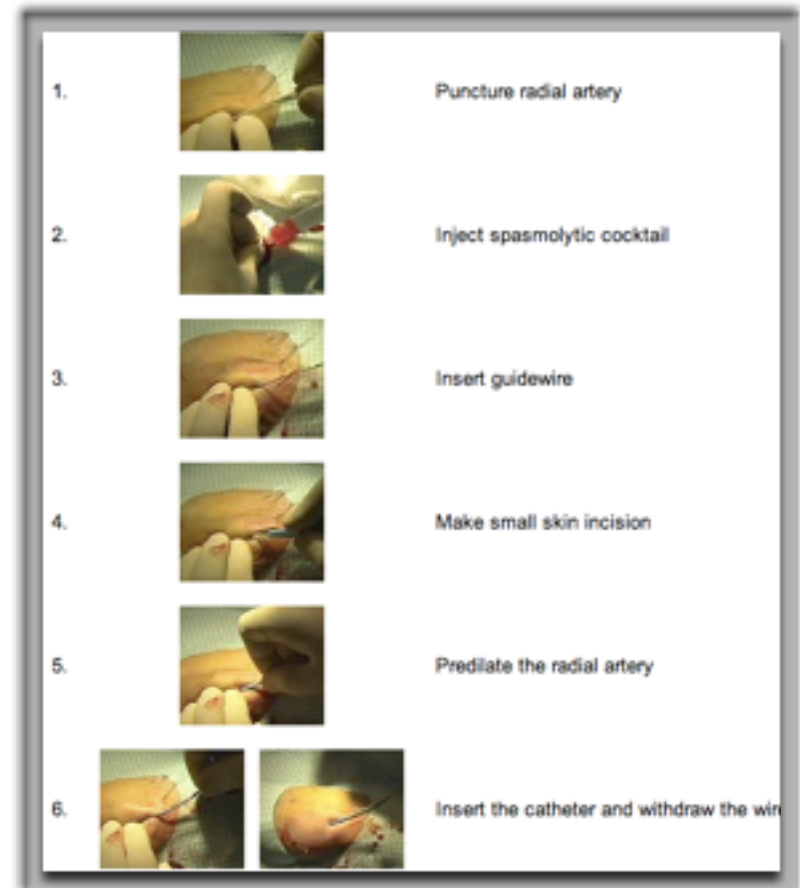 1. Puncture radial artery
2. Inject spasmolytic cocktail
3. Insert guidewire
4. Make small skin incision
5. Predilate the radial artery
6. Insert the catheter and withdraw the